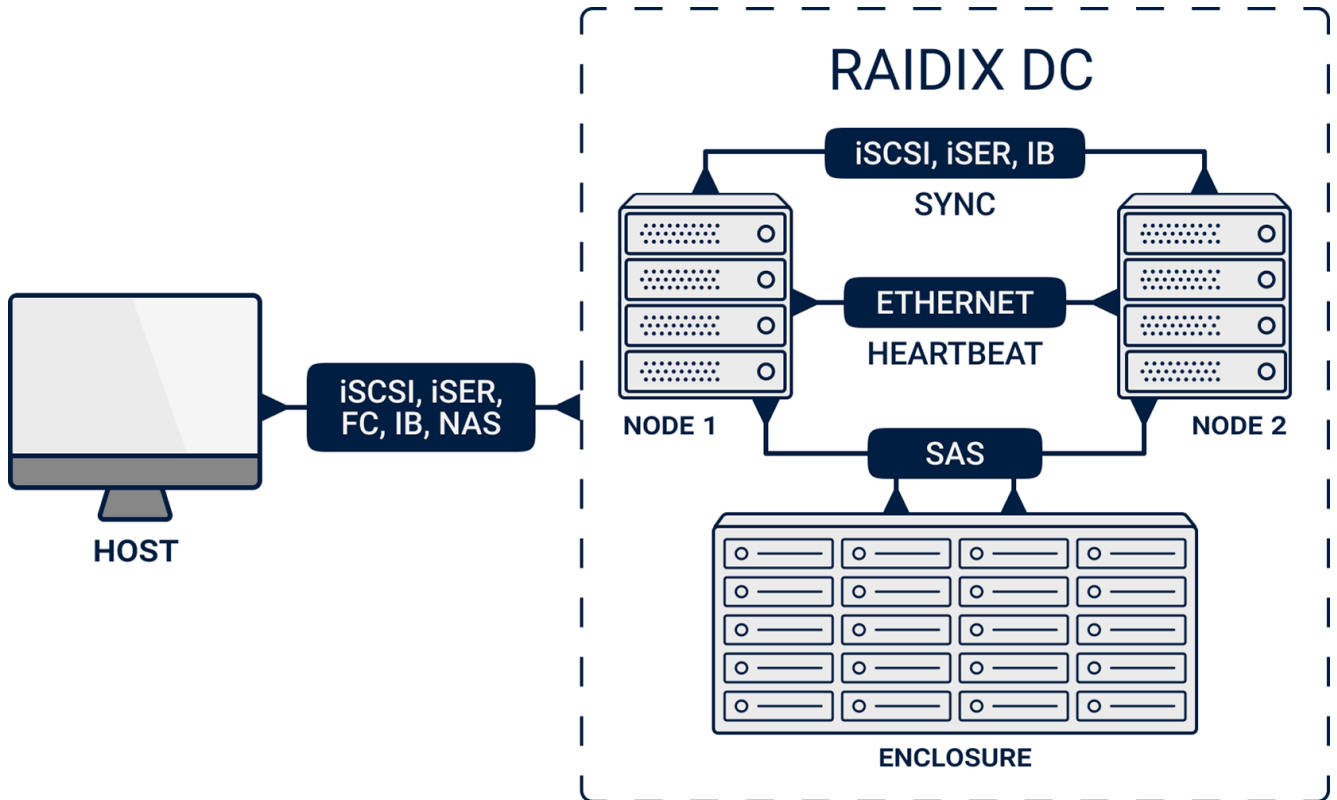 RAIDIX DC
iSCSI, iSER, IB
SYNC
ETHERNET
HEARTBEAT
iSCSI, iSER,
FC, IB, NAS
NODE 1
NODE 2
SAS
HOST
ENCLOSURE